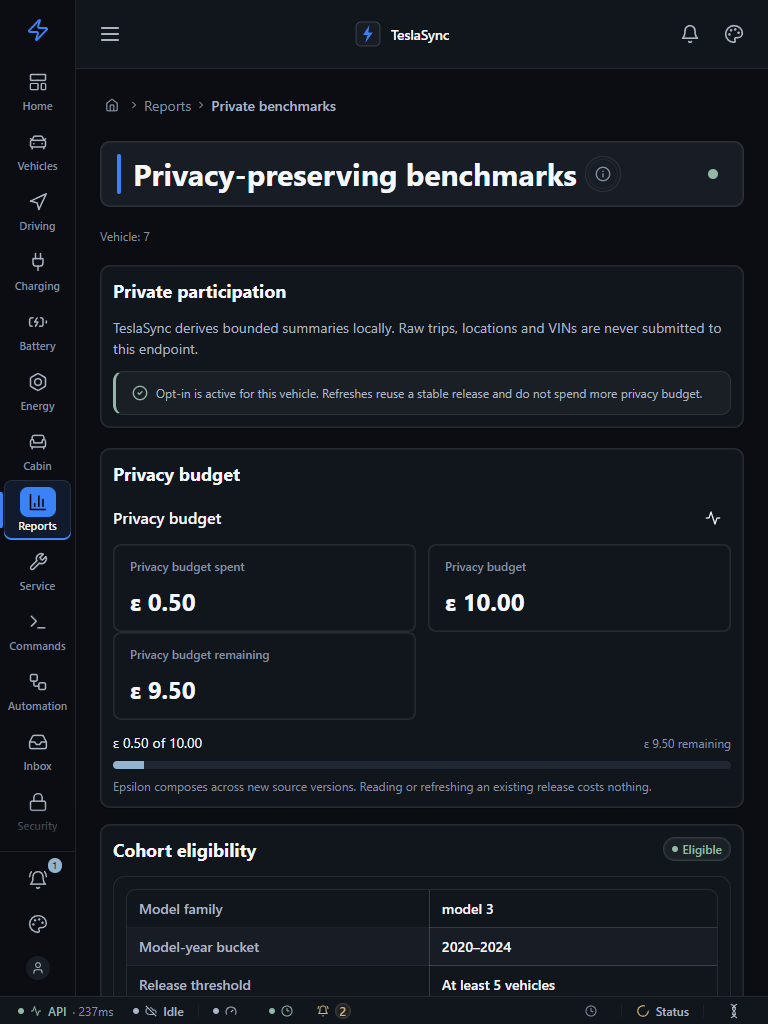 TeslaSync
Home
Vehicles
Driving
Charging
Battery
Energy
Cabin
Reports
Service
Commands
Automation
Inbox
Security
1
Reports
Private benchmarks
Privacy-preserving benchmarks
Vehicle: 7
Private participation
TeslaSync derives bounded summaries locally. Raw trips, locations and VINs are never submitted to
this endpoint.
Opt-in is active for this vehicle. Refreshes reuse a stable release and do not spend more privacy budget.
Privacy budget
Privacy budget
Privacy budget spent
ε 0.50
Privacy budget
ε 10.00
Privacy budget remaining
ε 9.50
ε 0.50 of 10.00
ε 9.50 remaining
Epsilon composes across new source versions. Reading or refreshing an existing release costs nothing.
Cohort eligibility
Eligible
Model family
model 3
Model-year bucket
2020–2024
Release threshold
At least 5 vehicles
API · 237ms
Idle
2
Status